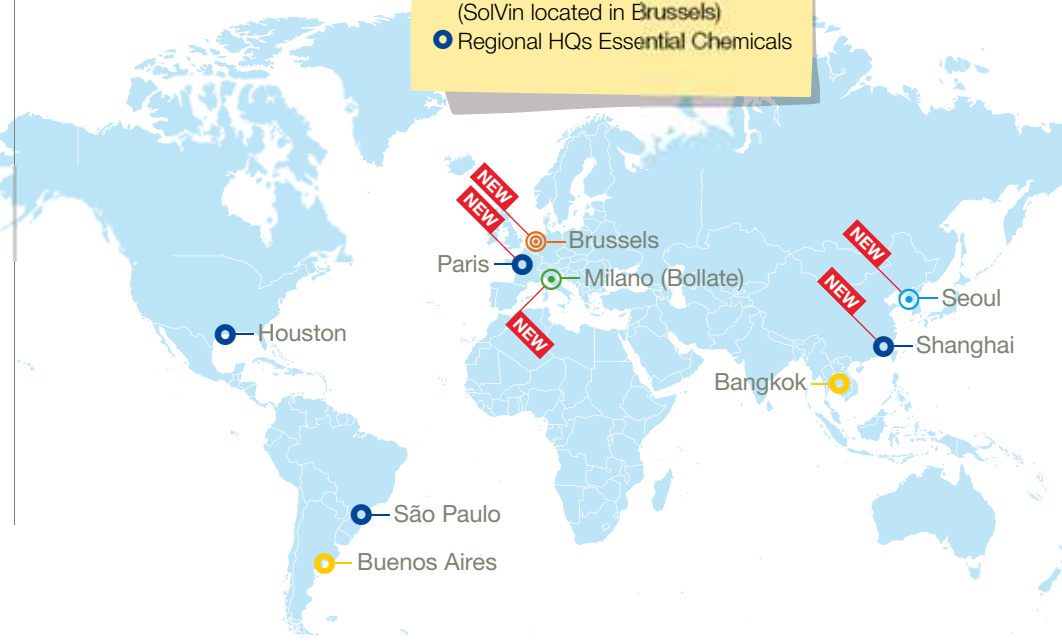 (SolVin located in Brussels)
Regional HQs Essential Chemicals
NEW
NEW
Brussels
Paris
Milano (Bollate)
NEW
NEW
Seoul
NEW
Shanghai
Houston
Bangkok
São Paulo
Buenos Aires